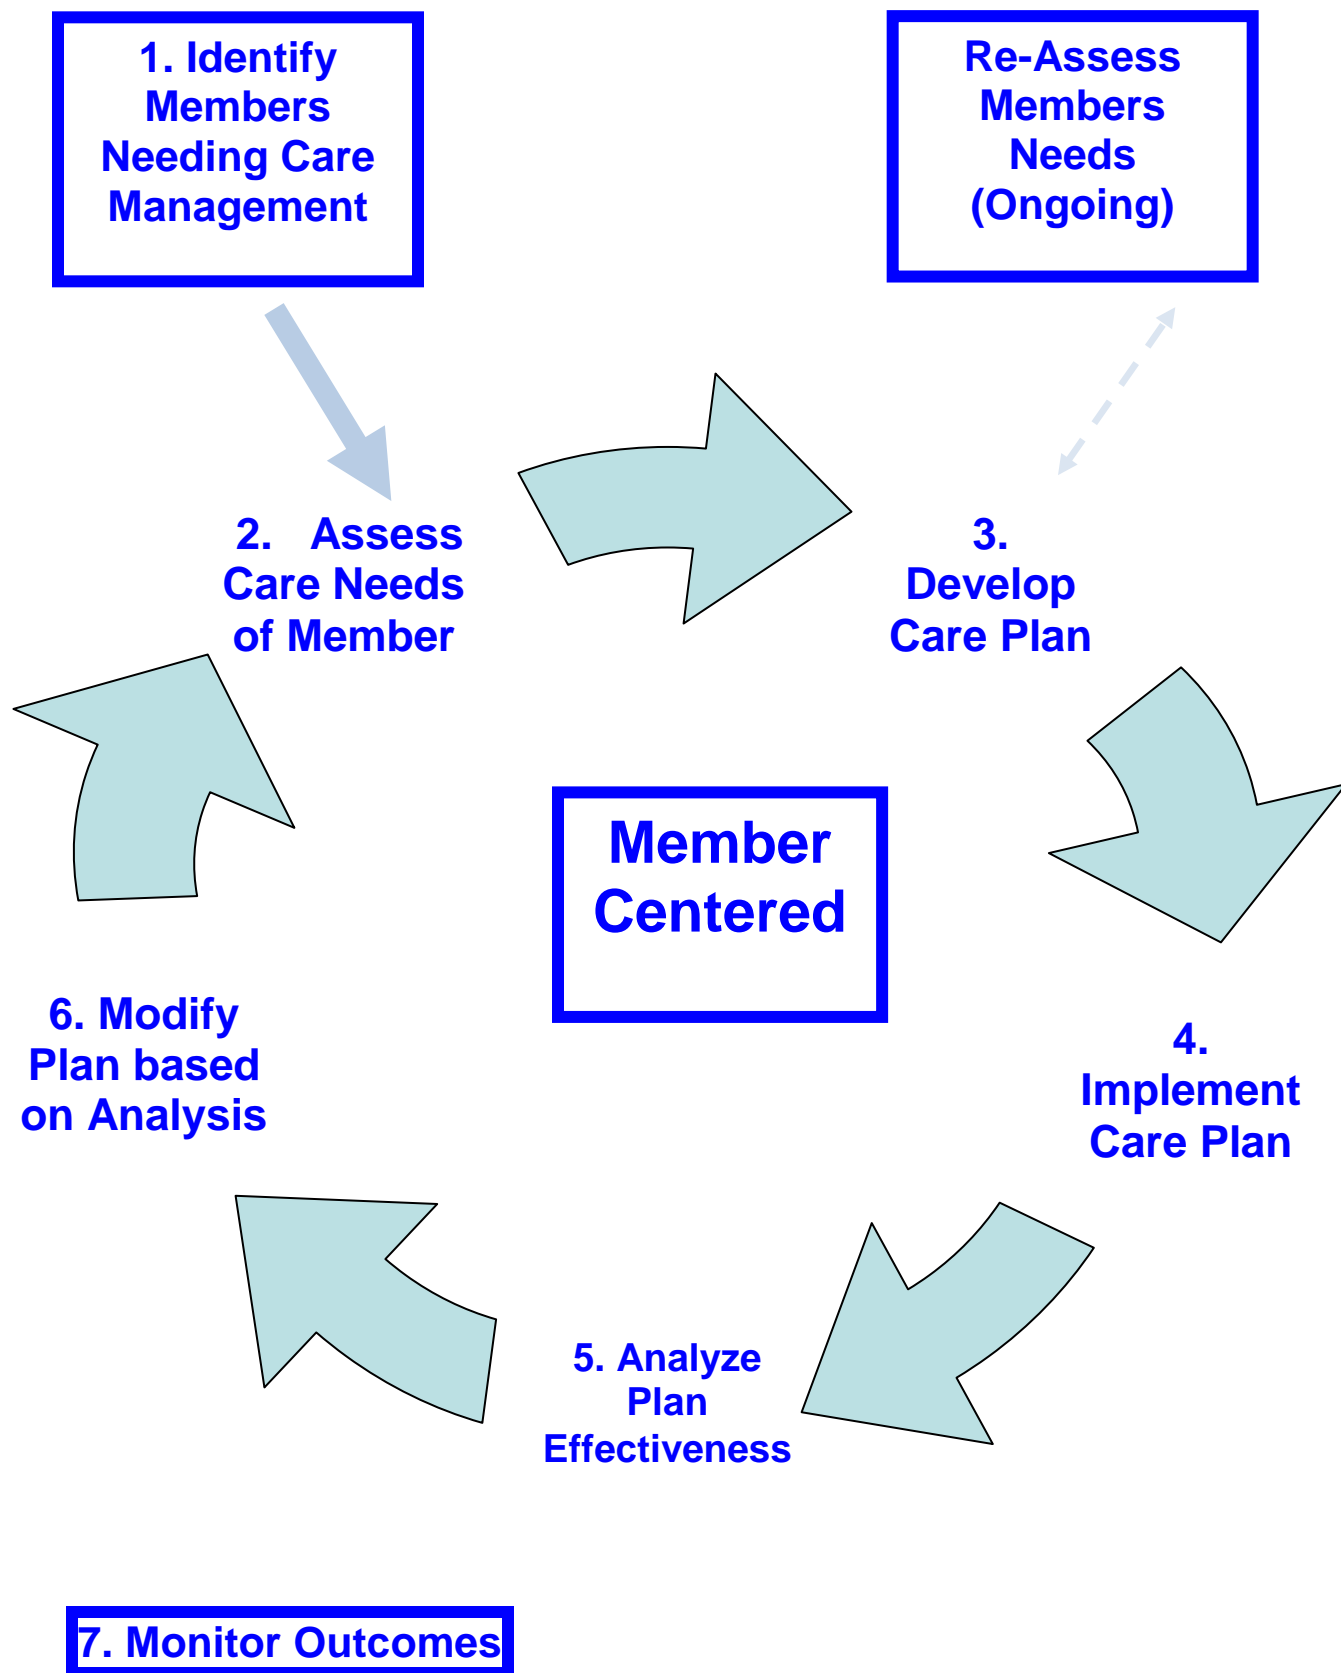 1. Identify
Members
Needing Care
Management
Re-Assess
Members
Needs
(Ongoing)
2. Assess
Care Needs
of Member
3.
Develop
Care Plan
Member
Centered
6. Modify
Plan based
on Analysis
4.
Implement
Care Plan
5. Analyze
Plan
Effectiveness
7. Monitor Outcomes